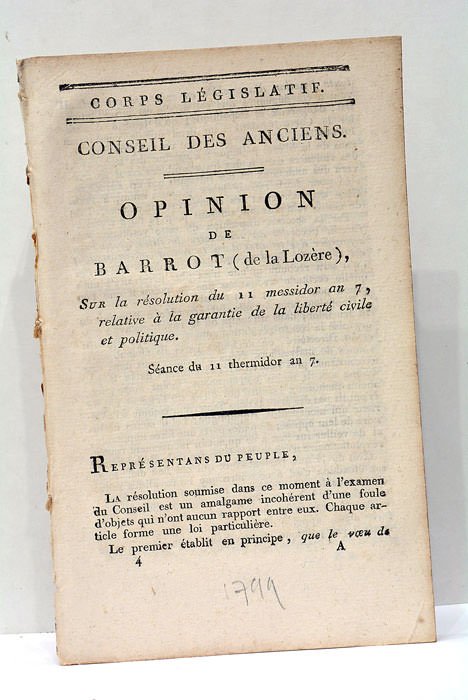 CORPS LÉGISLATIF.
CONSEIL DES ANCIENS.
OPINION
DE
BARROT (de la Lozère),
SUR la résolution du 11 messidor an 7,
relative à la garantie de la liberté civile
et politique.
Séance du 11 thermidor an 7.
REPRÉSENTANS DU PEUPLE,
LA résolution soumise dans ce moment à l'examen
du Conseil est un amalgame incohérent d'une foule
d'objets qui n'ont aucun rapport entre eux. Chaque ar-
ticle forme une loi particulière.
Le premier établit en principe, que le vœu de
4 A
1799